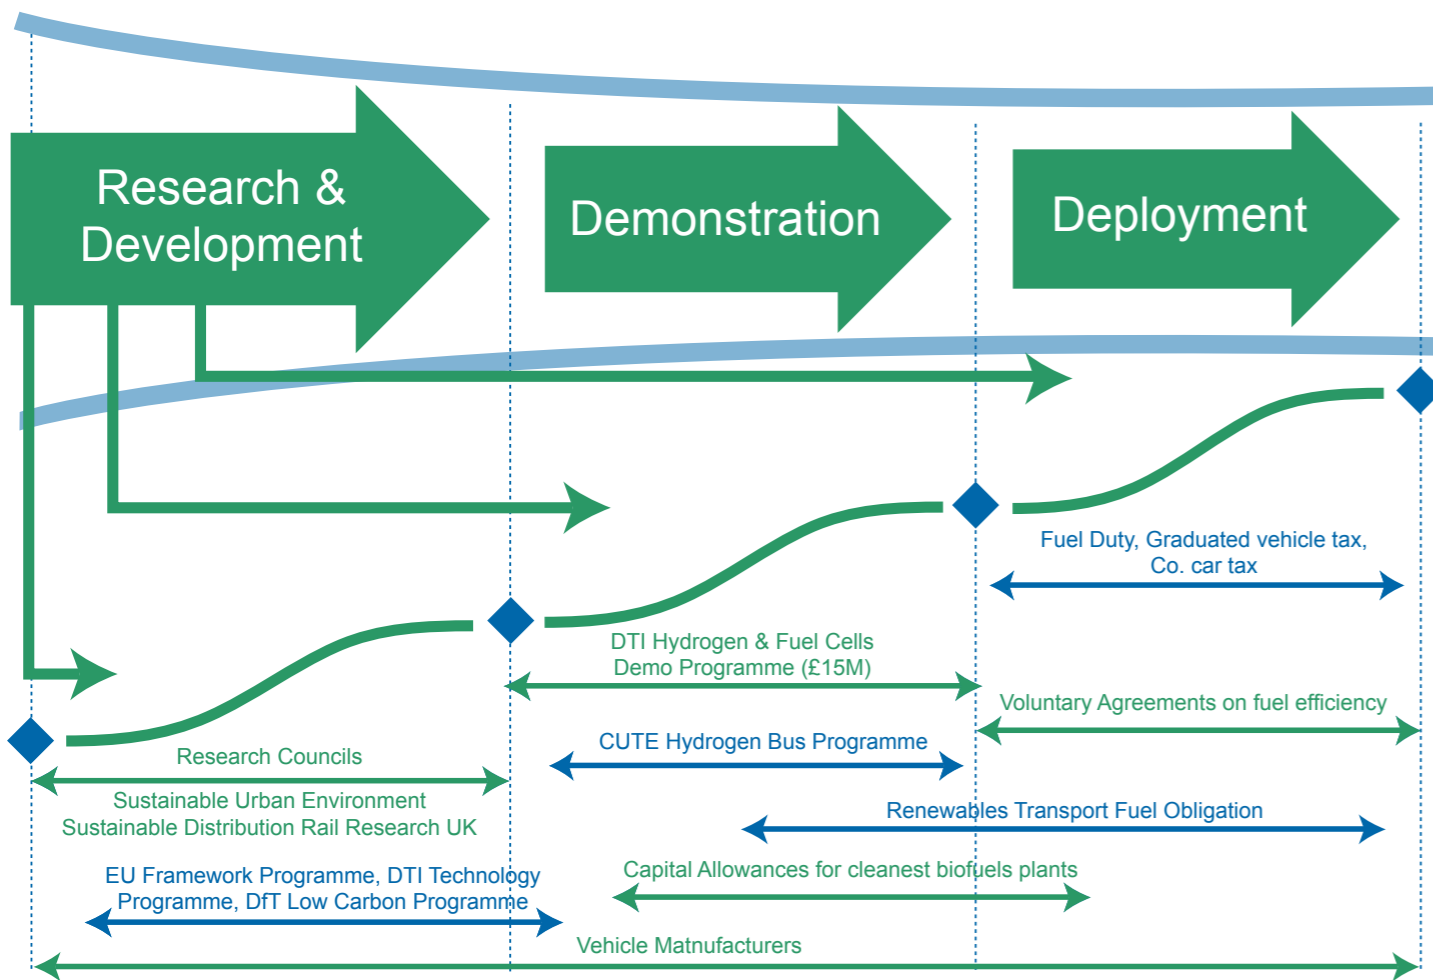 Research &
Development
Demonstration
Deployment
Fuel Duty, Graduated vehicle tax,
Co. car tax
DTI Hydrogen & Fuel Cells
Demo Programme (£15M)
Voluntary Agreements on fuel efficiency
CUTE Hydrogen Bus Programme
Research Councils
Sustainable Urban Environment
Sustainable Distribution Rail Research UK
Renewables Transport Fuel Obligation
Capital Allowances for cleanest biofuels plants
EU Framework Programme, DTI Technology
Programme, DfT Low Carbon Programme
Vehicle Matnufacturers